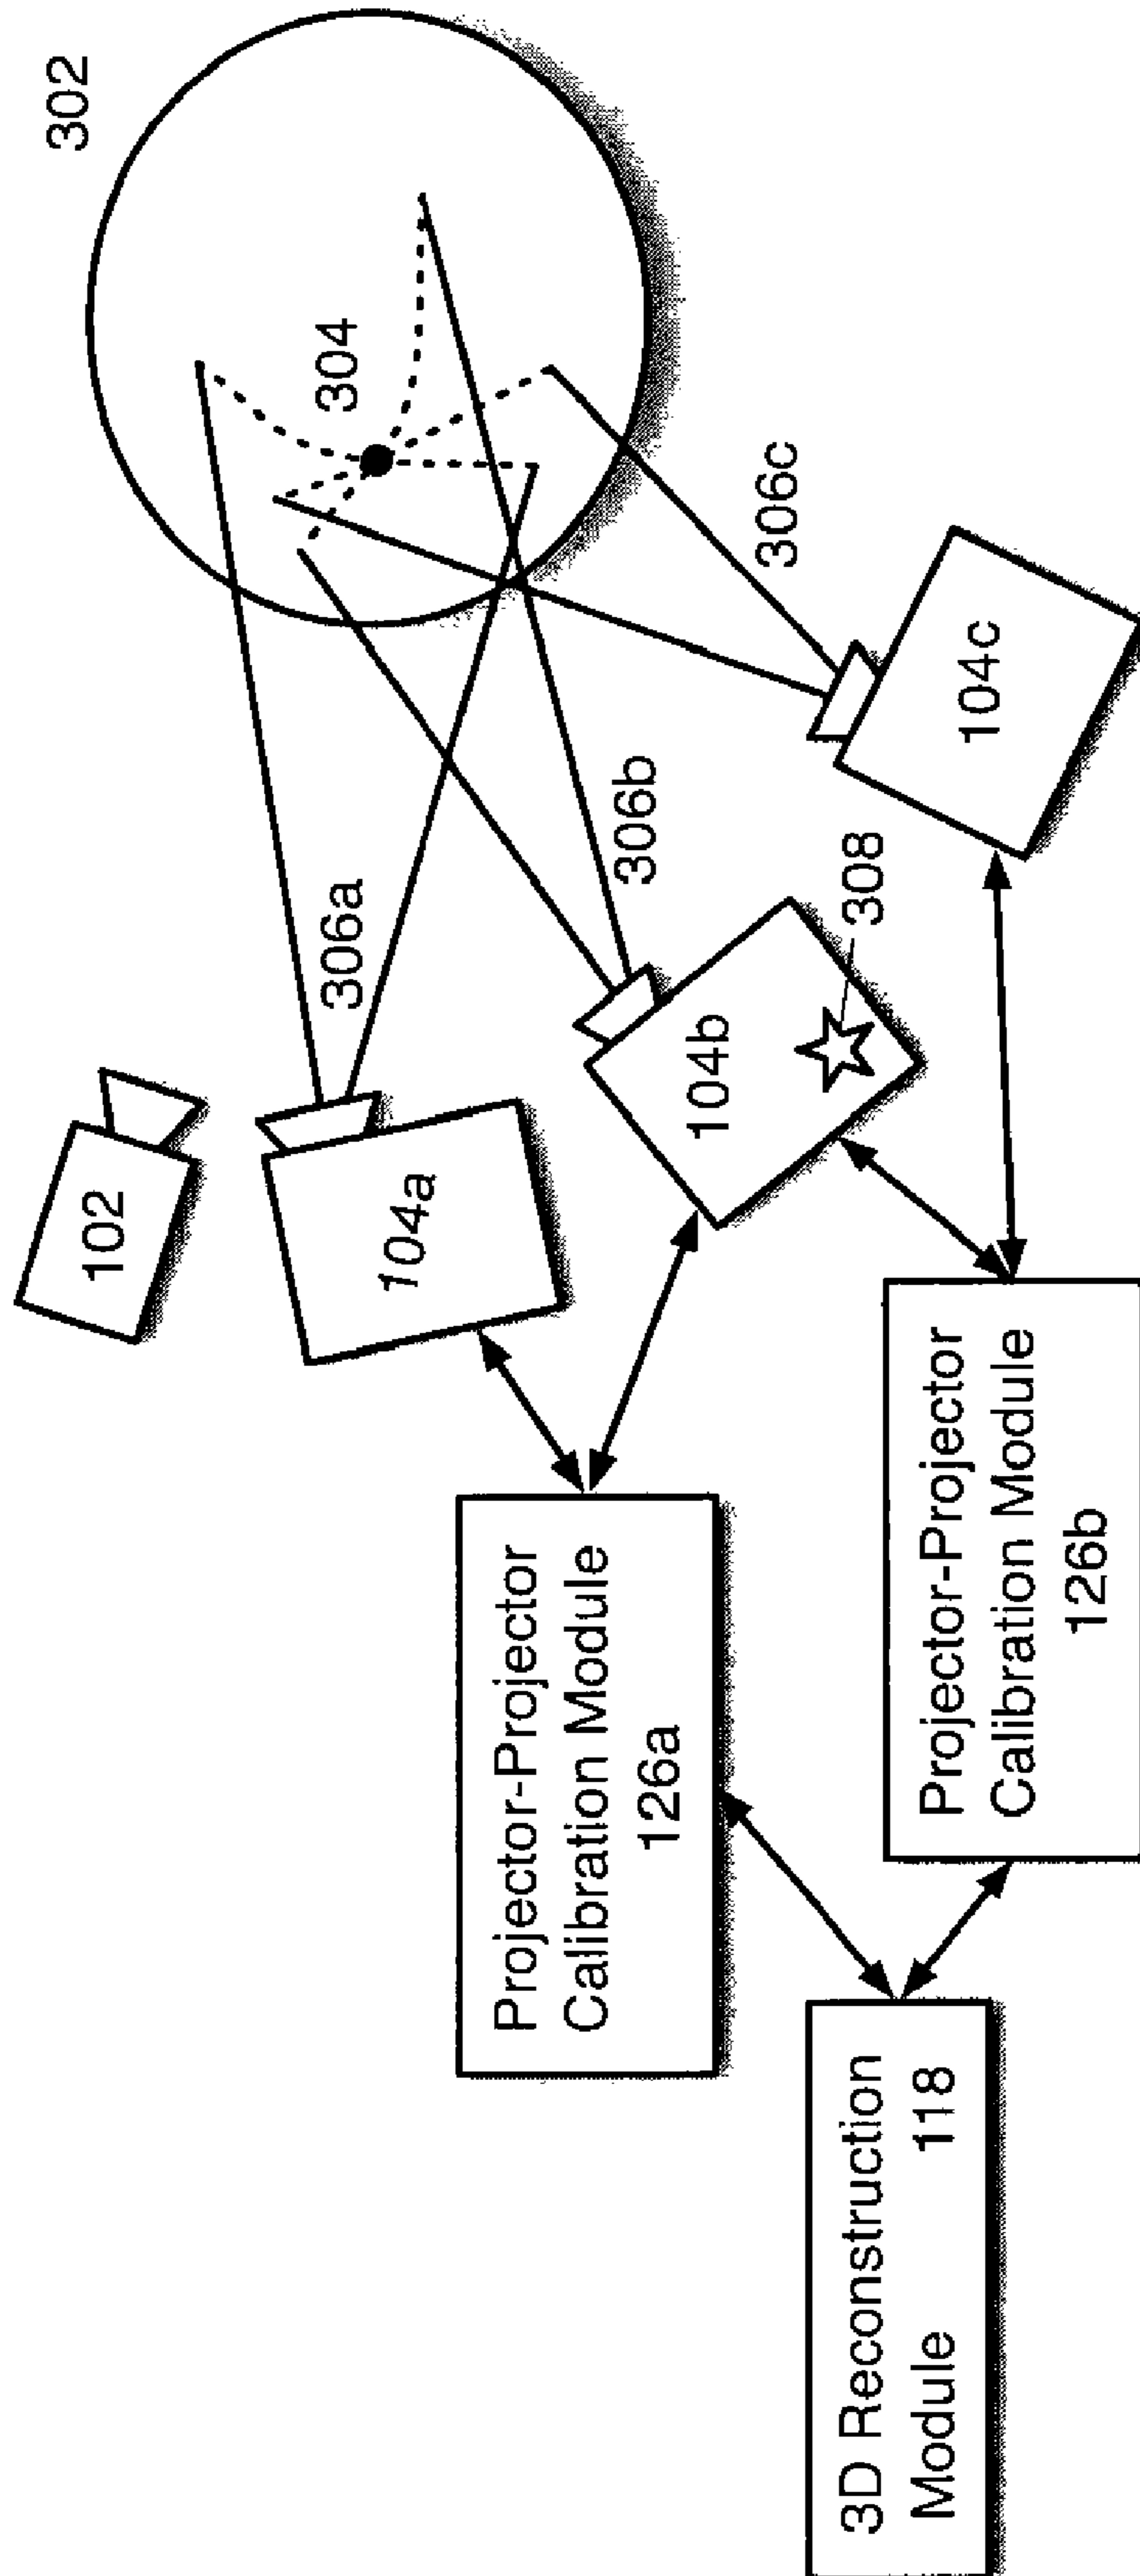 302
304
102
306a
104a
306b
104b
308
306c
104c
Projector-Projector
Calibration Module
126a
Projector-Projector
Calibration Module
126b
3D Reconstruction
Module 118